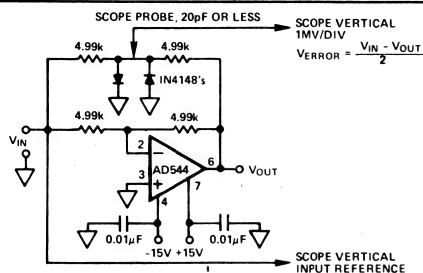 SCOPE PROBE, 20pF OR LESS
SCOPE VERTICAL
1MV/DIV
VERROR = VIN - VOUT
2
4.99k
4.99k
IN4148's
4.99k
4.99k
VIN
2
-
AD544
6
VOUT
3
+
4
7
0.01μF
-15V
+15V
0.01μF
SCOPE VERTICAL
INPUT REFERENCE